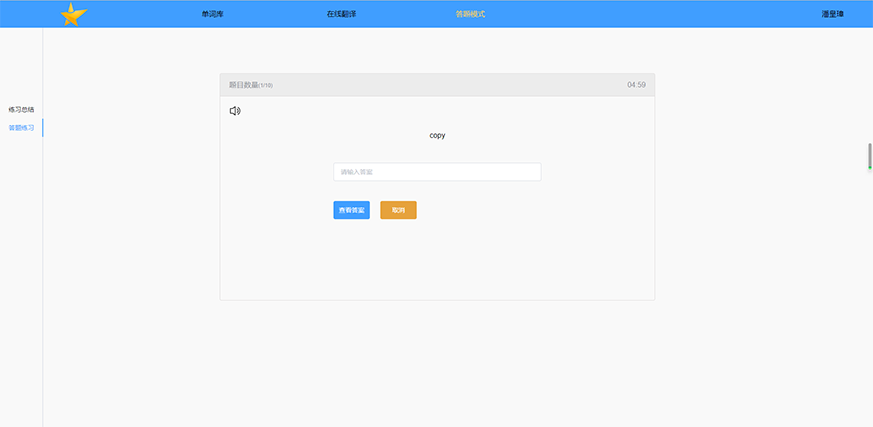 单词库
在线翻译
答题模式
潘星璋
练习总结
答题练习
题目数量(1/10)
04:59
copy
请输入答案
查看答案
取消